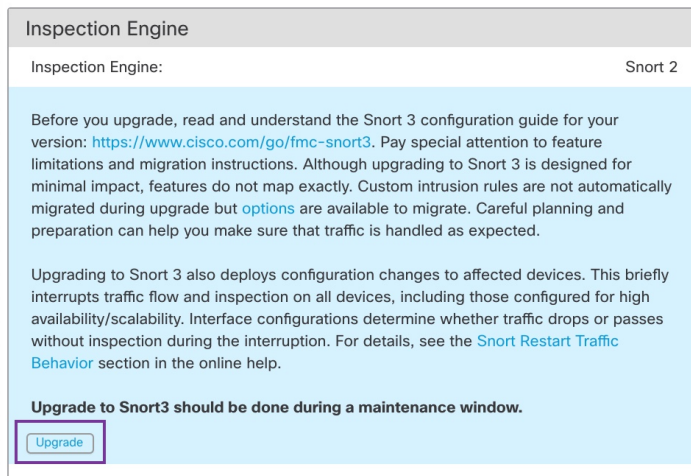 Inspection Engine
Inspection Engine: Snort 2
Before you upgrade, read and understand the Snort 3 configuration guide for your
version: https://www.cisco.com/go/fmc-snort3. Pay special attention to feature
limitations and migration instructions. Although upgrading to Snort 3 is designed for
minimal impact, features do not map exactly. Custom intrusion rules are not automatically
migrated during upgrade but options are available to migrate. Careful planning and
preparation can help you make sure that traffic is handled as expected.
Upgrading to Snort 3 also deploys configuration changes to affected devices. This briefly
interrupts traffic flow and inspection on all devices, including those configured for high
availability/scalability. Interface configurations determine whether traffic drops or passes
without inspection during the interruption. For details, see the Snort Restart Traffic
Behavior section in the online help.
Upgrade to Snort3 should be done during a maintenance window.
Upgrade